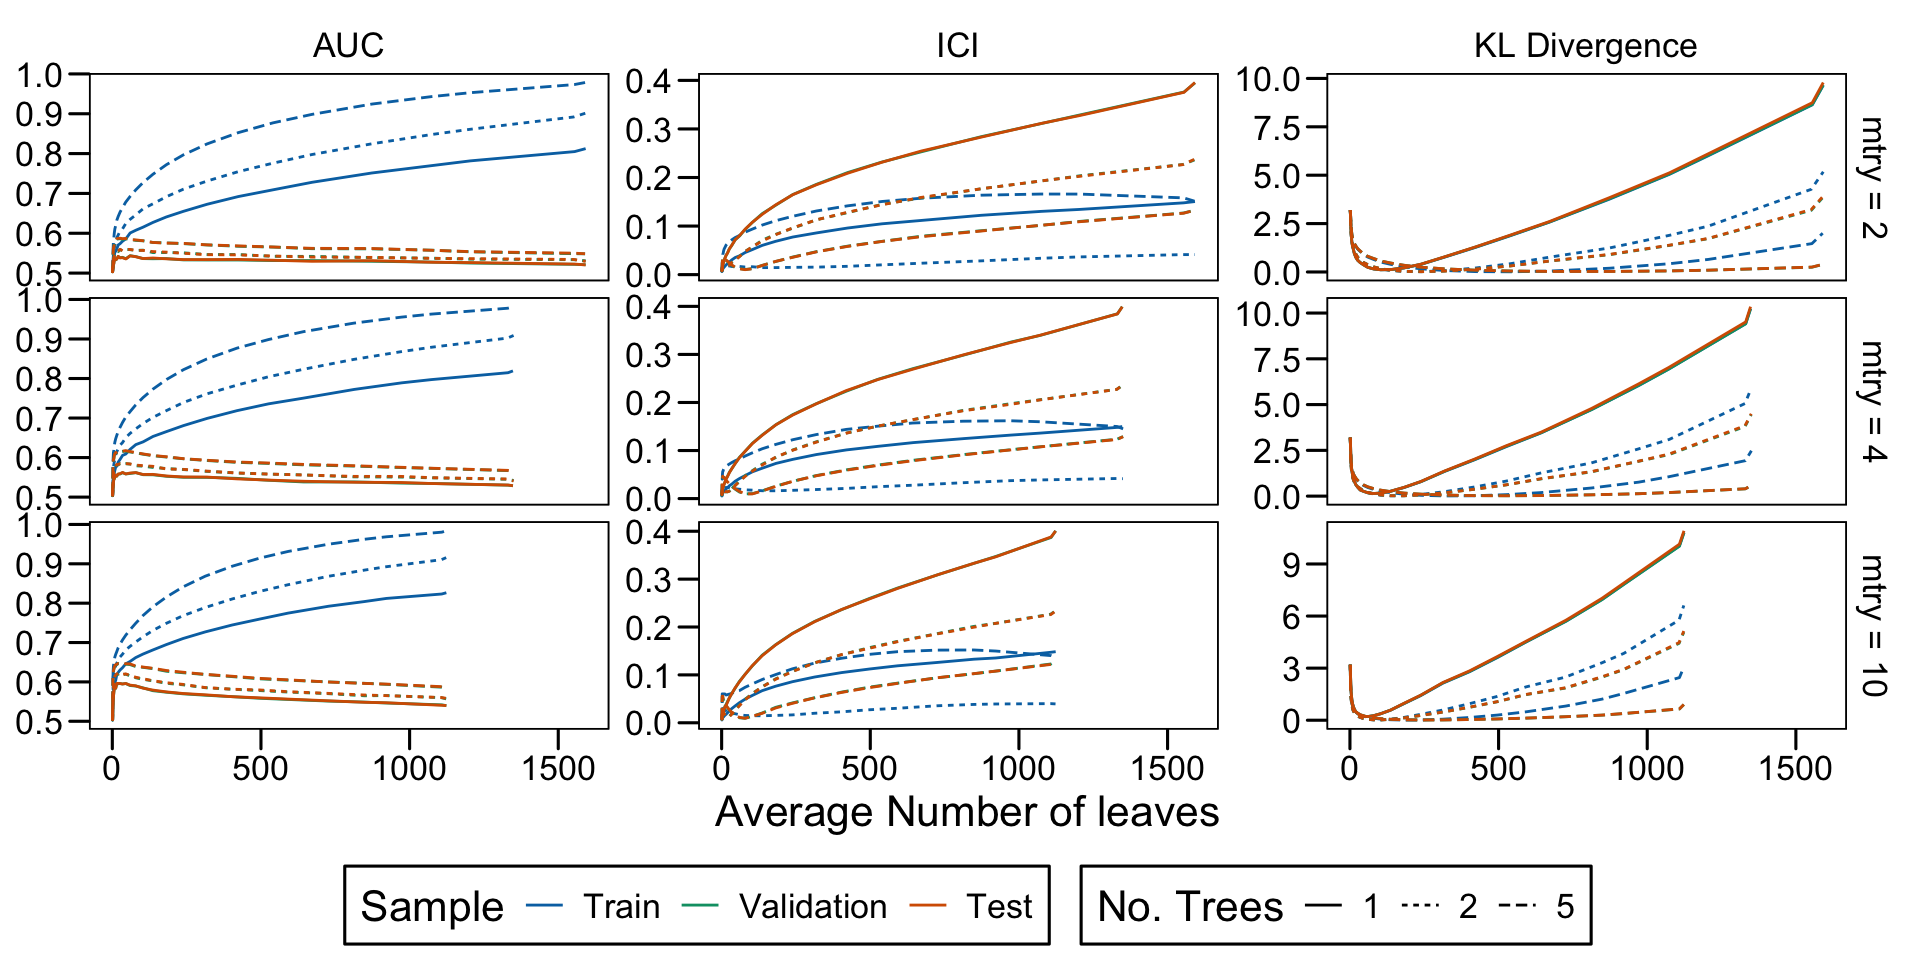 AUC ICI KL Divergence
1.0 0.9 0.8 0.7 0.6 0.5
0.4 0.3 0.2 0.1 0.0
10.0 7.5 5.0 2.5 0.0
mtry = 2
1.0 0.9 0.8 0.7 0.6 0.5
0.4 0.3 0.2 0.1 0.0
10.0 7.5 5.0 2.5 0.0
mtry = 4
1.0 0.9 0.8 0.7 0.6 0.5
0.4 0.3 0.2 0.1 0.0
9 6 3 0
mtry = 10
0 500 1000 1500 0 500 1000 1500 0 500 1000 1500
Average Number of leaves
Sample Train Validation Test No. Trees 1 2 5